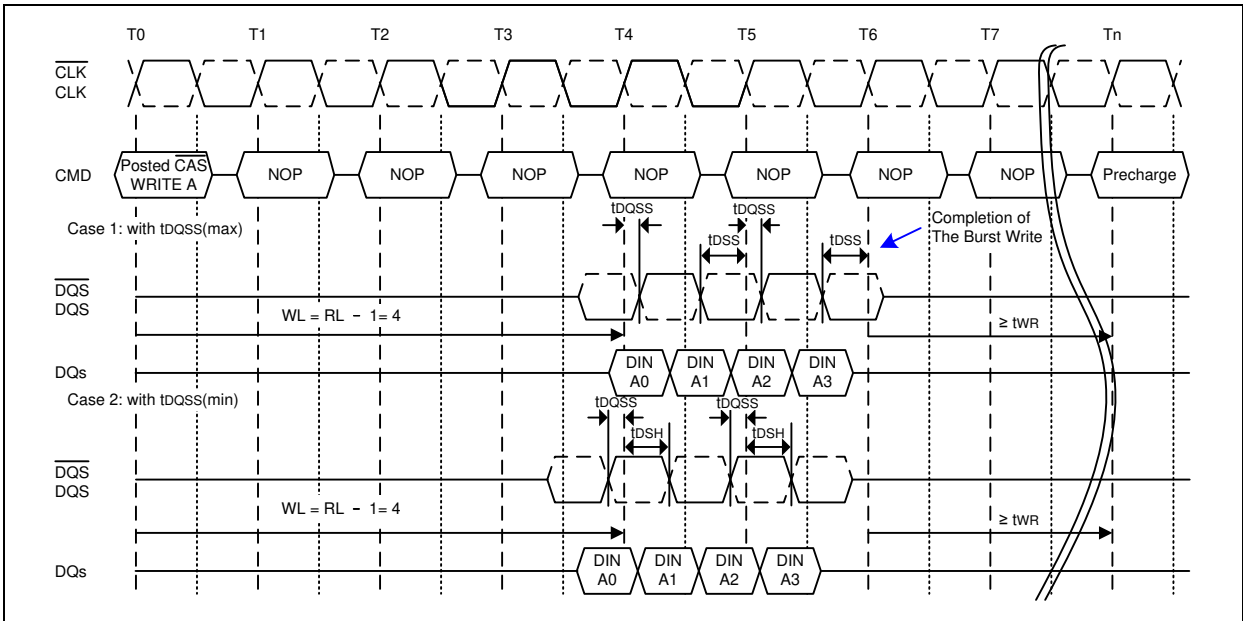 T0 T1 T2 T3 T4 T5 T6 T7 Tn
CLK
CLK
CMD
Posted CAS
WRITE A
NOP NOP NOP NOP NOP NOP NOP Precharge
Case 1: with tDQSS(max)
tDQSS tDQSS
Completion of
The Burst Write
tDSS tDSS
DQS
DQS
WL = RL - 1= 4
≥ tWR
DQs
DIN
A0
DIN
A1
DIN
A2
DIN
A3
Case 2: with tDQSS(min)
tDQSS tDQSS
tDSH tDSH
DQS
DQS
WL = RL - 1= 4
≥ tWR
DQs
DIN
A0
DIN
A1
DIN
A2
DIN
A3